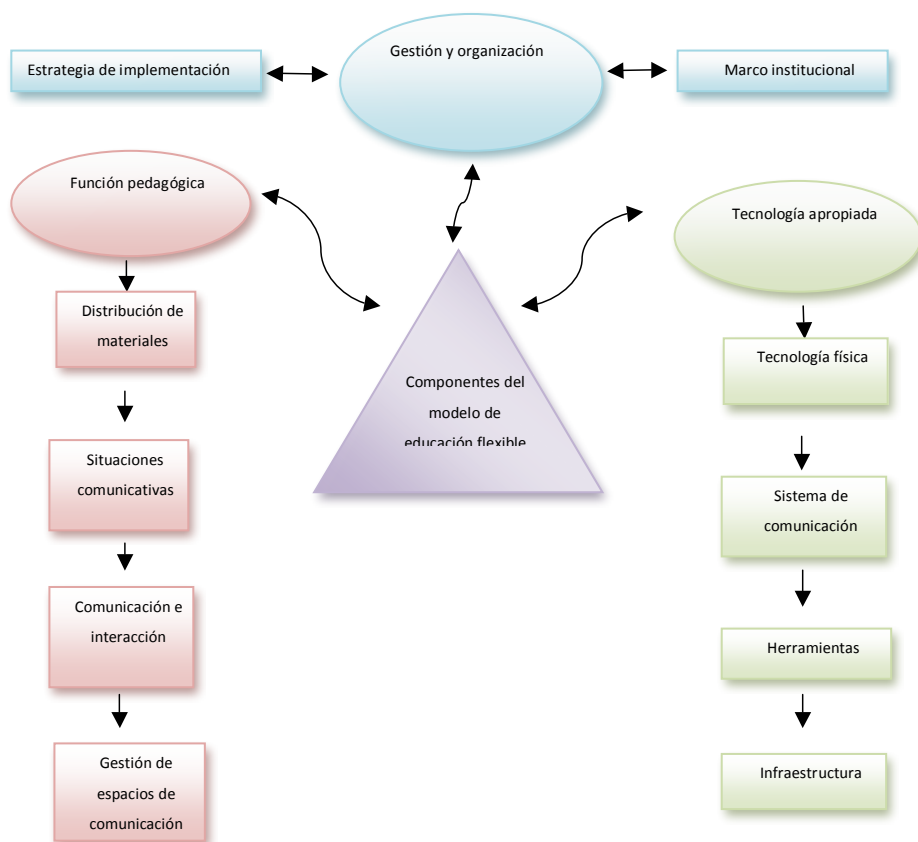 Gestión y organización
Estrategia de implementación
Marco institucional
Función pedagógica
Tecnología apropiada
Distribución de
materiales
Tecnología física
Componentes del
modelo de
educación flexible
Situaciones
comunicativas
Sistema de
comunicación
Comunicación e
interacción
Herramientas
Gestión de
espacios de
comunicación
Infraestructura